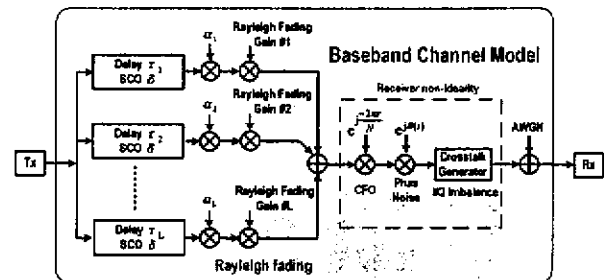 Baseband Channel Model
Tx
Delay τ1
SCO δ
α1
Rayleigh Fading
Gain #1
Delay τ2
SCO δ
α2
Rayleigh Fading
Gain #2
Delay τL
SCO δ
αL
Rayleigh Fading
Gain #L
Rayleigh fading
Receiver non-ideality
CFO
Phase
Noise
Crosstalk
Generator
I/Q Imbalance
AWGN
Rx